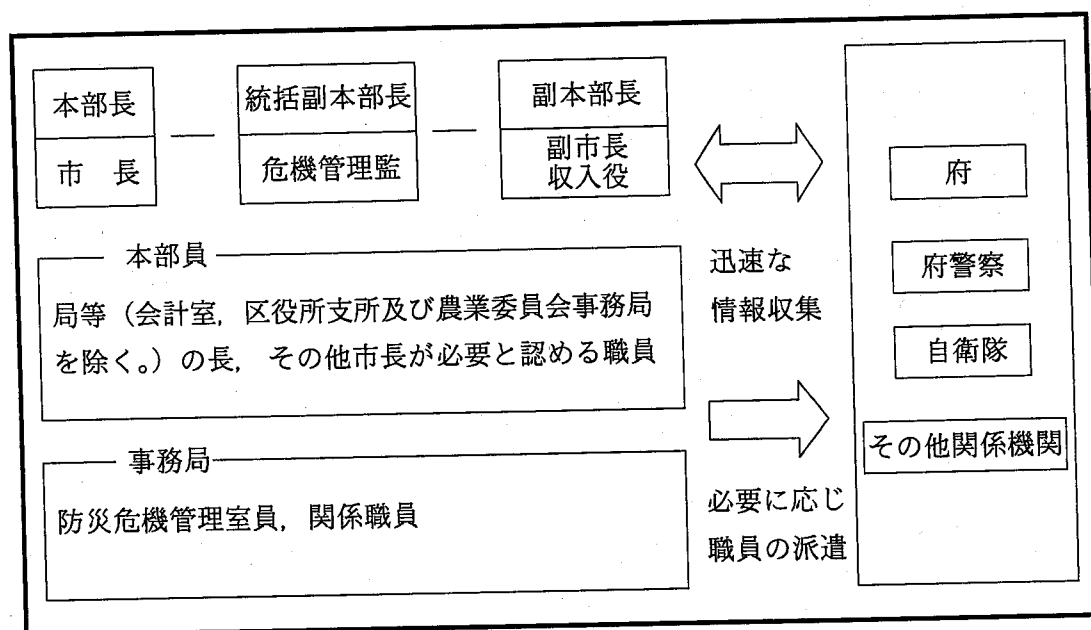 本部長
市 長
統括副本部長
危機管理監
副本部長
副市長
収入役
本部員
局等（会計室，区役所支所及び農業委員会事務局
を除く。）の長，その他市長が必要と認める職員
事務局
防災危機管理室員，関係職員
迅速な
情報収集
必要に応じ
職員の派遣
府
府警察
自衛隊
その他関係機関